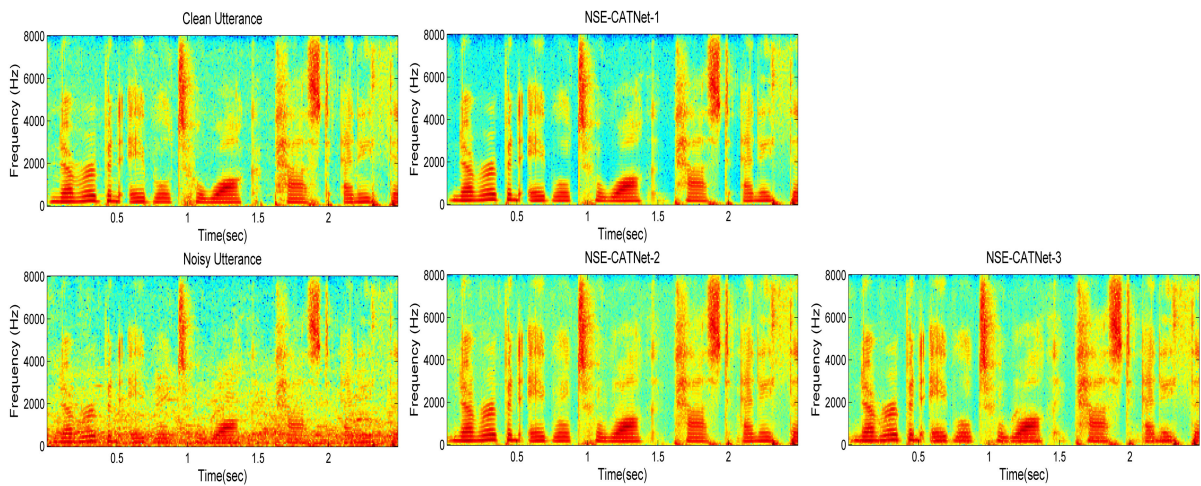 Clean Utterance
8000
6000
4000
2000
0
Frequency (Hz)
0.5 1 1.5 2
Time(sec)
NSE-CATNet-1
8000
6000
4000
2000
0
Frequency (Hz)
0.5 1 1.5 2
Time(sec)
Noisy Utterance
8000
6000
4000
2000
0
Frequency (Hz)
0.5 1 1.5 2
Time(sec)
NSE-CATNet-2
8000
6000
4000
2000
0
Frequency (Hz)
0.5 1 1.5 2
Time(sec)
NSE-CATNet-3
8000
6000
4000
2000
0
Frequency (Hz)
0.5 1 1.5 2
Time(sec)